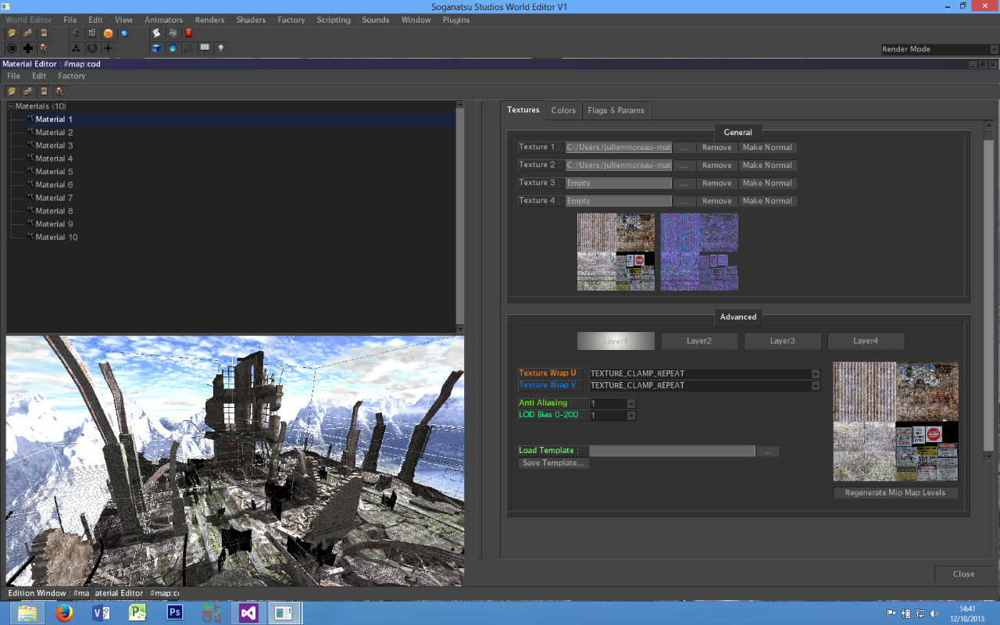 Soganatsu Studios World Editor V1
World Editor File Edit View Animators Renders Shaders Factory Scripting Sounds Window Plugins
Render Mode
Material Editor : #map:cod
File Edit Factory
Materials (10)
Material 1
Material 2
Material 3
Material 4
Material 5
Material 6
Material 7
Material 8
Material 9
Material 10
Textures Colors Flags & Params
General
Texture 1 : C:/Users/julienmoreau-mat ... Remove Make Normal
Texture 2 : C:/Users/julienmoreau-mat ... Remove Make Normal
Texture 3 : Empty ... Remove Make Normal
Texture 4 : Empty ... Remove Make Normal
Advanced
Layer1 Layer2 Layer3 Layer4
Texture Wrap U TEXTURE_CLAMP_REPEAT
Texture Wrap V TEXTURE_CLAMP_REPEAT
Anti Aliasing : 1
LOD Bias 0-200 : 1
Load Template : ...
Save Template...
Regenerate Mip Map Levels
Close
Edition Window : #ma aterial Editor : #map:co
Ps
14:41
12/10/2013